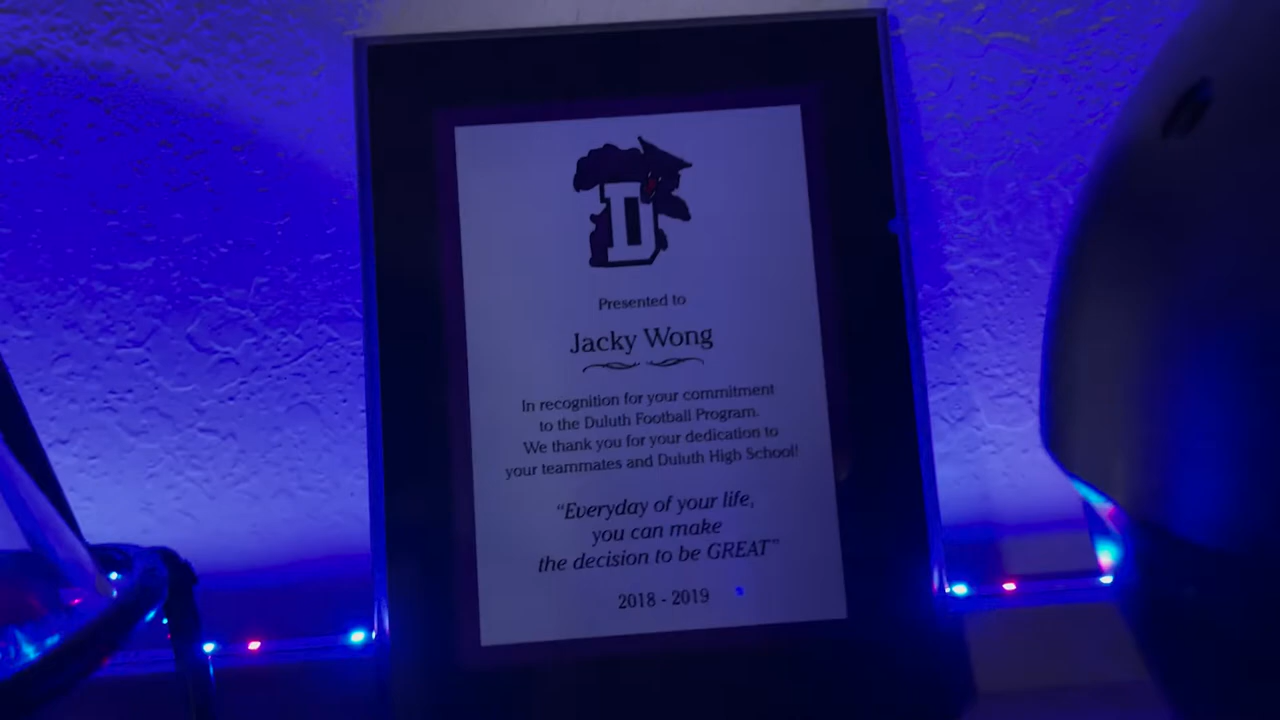 D
Presented to
Jacky Wong
In recognition for your commitment
to the Duluth Football Program.
We thank you for your dedication to
your teammates and Duluth High School!
“Everyday of your life,
you can make
the decision to be GREAT”
2018 - 2019